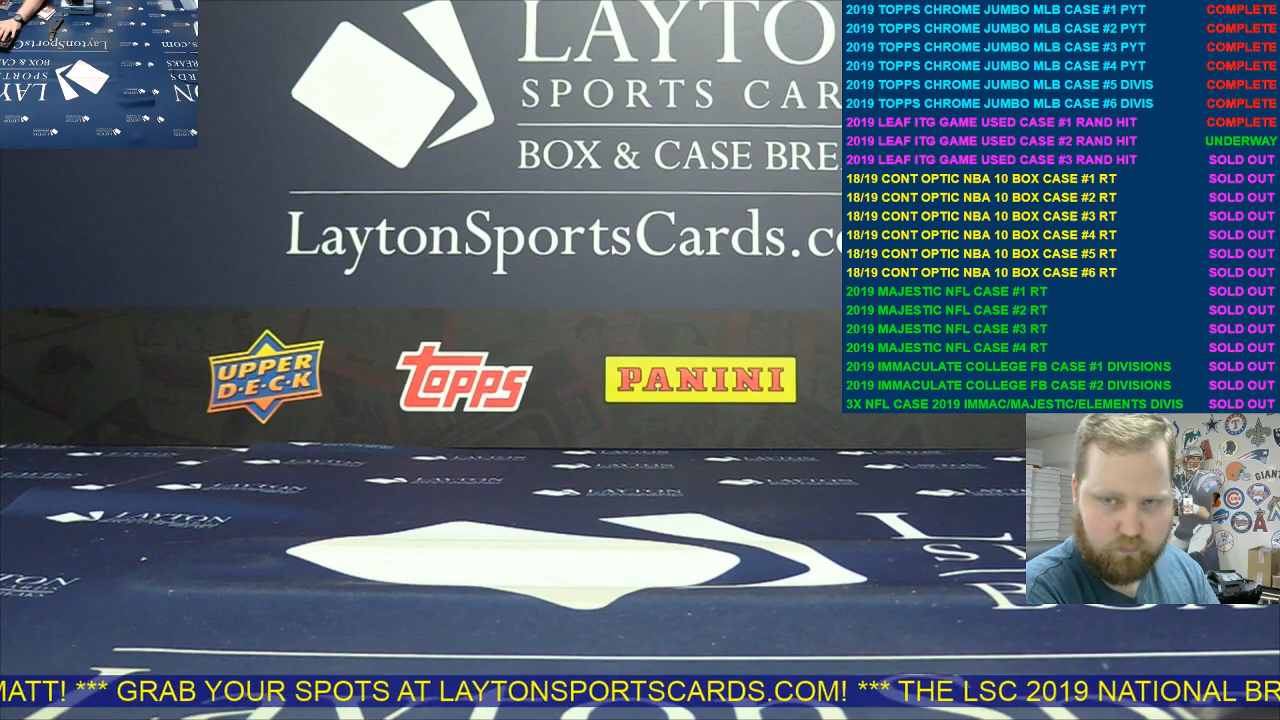 LaytonSportsCards
LAYTO
SPORTS CAR
BOX & CASE BRE
LaytonSportsCards.co
2019 TOPPS CHROME JUMBO MLB CASE #1 PYT COMPLETE
2019 TOPPS CHROME JUMBO MLB CASE #2 PYT COMPLETE
2019 TOPPS CHROME JUMBO MLB CASE #3 PYT COMPLETE
2019 TOPPS CHROME JUMBO MLB CASE #4 PYT COMPLETE
2019 TOPPS CHROME JUMBO MLB CASE #5 DIVIS COMPLETE
2019 TOPPS CHROME JUMBO MLB CASE #6 DIVIS COMPLETE
2019 LEAF ITG GAME USED CASE #1 RAND HIT COMPLETE
2019 LEAF ITG GAME USED CASE #2 RAND HIT UNDERWAY
2019 LEAF ITG GAME USED CASE #3 RAND HIT SOLD OUT
18/19 CONT OPTIC NBA 10 BOX CASE #1 RT SOLD OUT
18/19 CONT OPTIC NBA 10 BOX CASE #2 RT SOLD OUT
18/19 CONT OPTIC NBA 10 BOX CASE #3 RT SOLD OUT
18/19 CONT OPTIC NBA 10 BOX CASE #4 RT SOLD OUT
18/19 CONT OPTIC NBA 10 BOX CASE #5 RT SOLD OUT
18/19 CONT OPTIC NBA 10 BOX CASE #6 RT SOLD OUT
2019 MAJESTIC NFL CASE #1 RT SOLD OUT
2019 MAJESTIC NFL CASE #2 RT SOLD OUT
2019 MAJESTIC NFL CASE #3 RT SOLD OUT
2019 MAJESTIC NFL CASE #4 RT SOLD OUT
2019 IMMACULATE COLLEGE FB CASE #1 DIVISIONS SOLD OUT
2019 IMMACULATE COLLEGE FB CASE #2 DIVISIONS SOLD OUT
3X NFL CASE 2019 IMMAC/MAJESTIC/ELEMENTS DIVIS SOLD OUT
UPPER
D·E·C·K
TOPPS
PANINI
LAYTON
LAYTON
LAYTON
LAYTON
LAYTON
GIANTS
MATT! *** GRAB YOUR SPOTS AT LAYTONSPORTSCARDS.COM! *** THE LSC 2019 NATIONAL BR